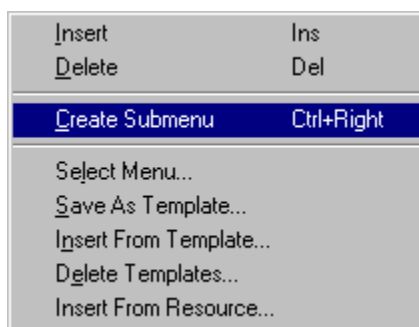 Insert Ins
Delete Del
Create Submenu Ctrl+Right
Select Menu...
Save As Template...
Insert From Template...
Delete Templates...
Insert From Resource...